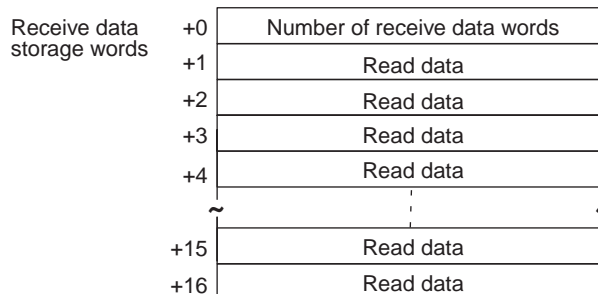 Receive data
storage words
+0 Number of receive data words
+1 Read data
+2 Read data
+3 Read data
+4 Read data
~ ~
+15 Read data
+16 Read data